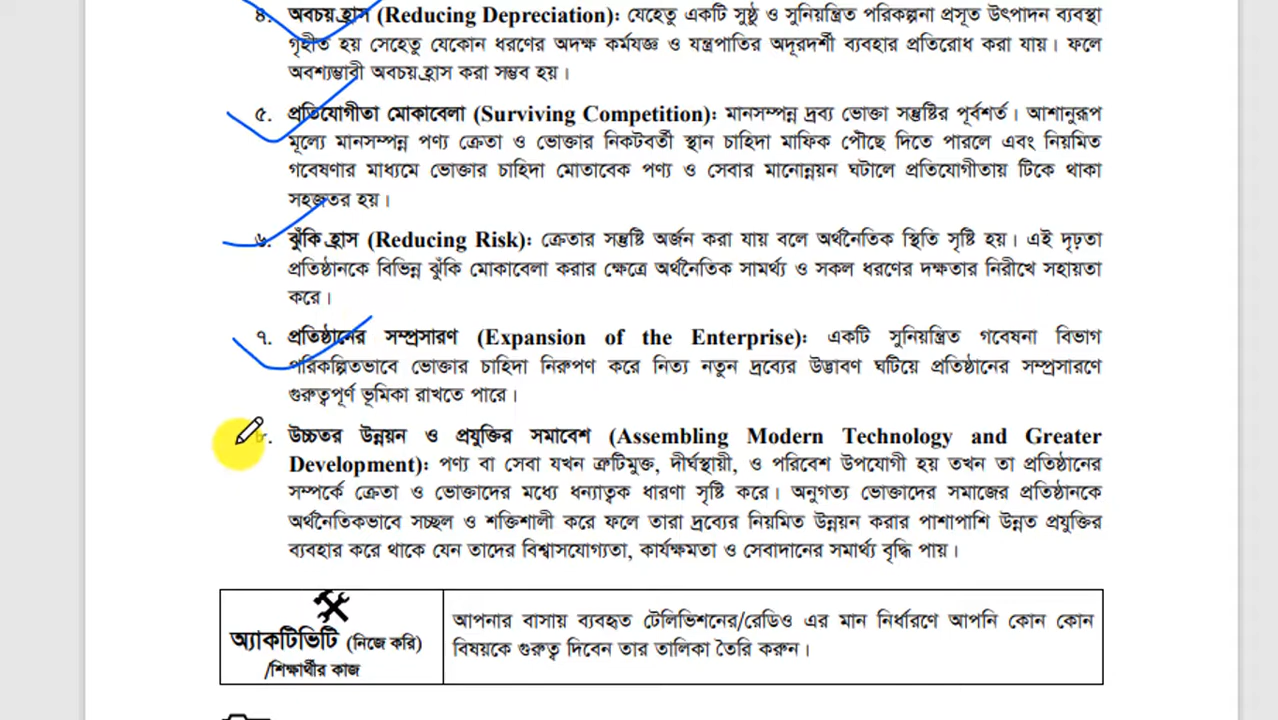 ৪. অবচয় হ্রাস (Reducing Depreciation): যেহেতু একটি সুষ্ঠু ও সুনিয়ন্ত্রিত পরিকল্পনা প্রসূত উৎপাদন ব্যবস্থা
গৃহীত হয় সেহেতু যেকোন ধরণের অদক্ষ কর্মযজ্ঞ ও যন্ত্রপাতির অদূরদর্শী ব্যবহার প্রতিরোধ করা যায়। ফলে
অবশ্যম্ভাবী অবচয় হ্রাস করা সম্ভব হয়।
৫. প্রতিযোগীতা মোকাবেলা (Surviving Competition): মানসম্পন্ন দ্রব্য ভোক্তা সন্তুষ্টির পূর্বশর্ত। আশানুরূপ
মূল্যে মানসম্পন্ন পণ্য ক্রেতা ও ভোক্তার নিকটবর্তী স্থান চাহিদা মাফিক পৌছে দিতে পারলে এবং নিয়মিত
গবেষণার মাধ্যমে ভোক্তার চাহিদা মোতাবেক পণ্য ও সেবার মানোন্নয়ন ঘটালে প্রতিযোগীতায় টিকে থাকা
সহজতর হয়।
৬. ঝুঁকি হ্রাস (Reducing Risk): ক্রেতার সন্তুষ্টি অর্জন করা যায় বলে অর্থনৈতিক স্থিতি সৃষ্টি হয়। এই দৃঢ়তা
প্রতিষ্ঠানকে বিভিন্ন ঝুঁকি মোকাবেলা করার ক্ষেত্রে অর্থনৈতিক সামর্থ্য ও সকল ধরণের দক্ষতার নিরীখে সহায়তা
করে।
৭. প্রতিষ্ঠানের সম্প্রসারণ (Expansion of the Enterprise): একটি সুনিয়ন্ত্রিত গবেষনা বিভাগ
পরিকল্পিতভাবে ভোক্তার চাহিদা নিরুপণ করে নিত্য নতুন দ্রব্যের উদ্ভাবণ ঘটিয়ে প্রতিষ্ঠানের সম্প্রসারণে
গুরুত্বপূর্ণ ভূমিকা রাখতে পারে।
৮. উচ্চতর উন্নয়ন ও প্রযুক্তির সমাবেশ (Assembling Modern Technology and Greater
Development): পণ্য বা সেবা যখন ত্রুটিমুক্ত, দীর্ঘস্থায়ী, ও পরিবেশ উপযোগী হয় তখন তা প্রতিষ্ঠানের
সম্পর্কে ক্রেতা ও ভোক্তাদের মধ্যে ধন্যাত্বক ধারণা সৃষ্টি করে। অনুগত্য ভোক্তাদের সমাজের প্রতিষ্ঠানকে
অর্থনৈতিকভাবে সচ্ছল ও শক্তিশালী করে ফলে তারা দ্রব্যের নিয়মিত উন্নয়ন করার পাশাপাশি উন্নত প্রযুক্তির
ব্যবহার করে থাকে যেন তাদের বিশ্বাসযোগ্যতা, কার্যক্ষমতা ও সেবাদানের সমার্থ্য বৃদ্ধি পায়।
অ্যাকটিভিটি (নিজে করি)
/শিক্ষার্থীর কাজ
আপনার বাসায় ব্যবহৃত টেলিভিশনের/রেডিও এর মান নির্ধারণে আপনি কোন কোন
বিষয়কে গুরুত্ব দিবেন তার তালিকা তৈরি করুন।